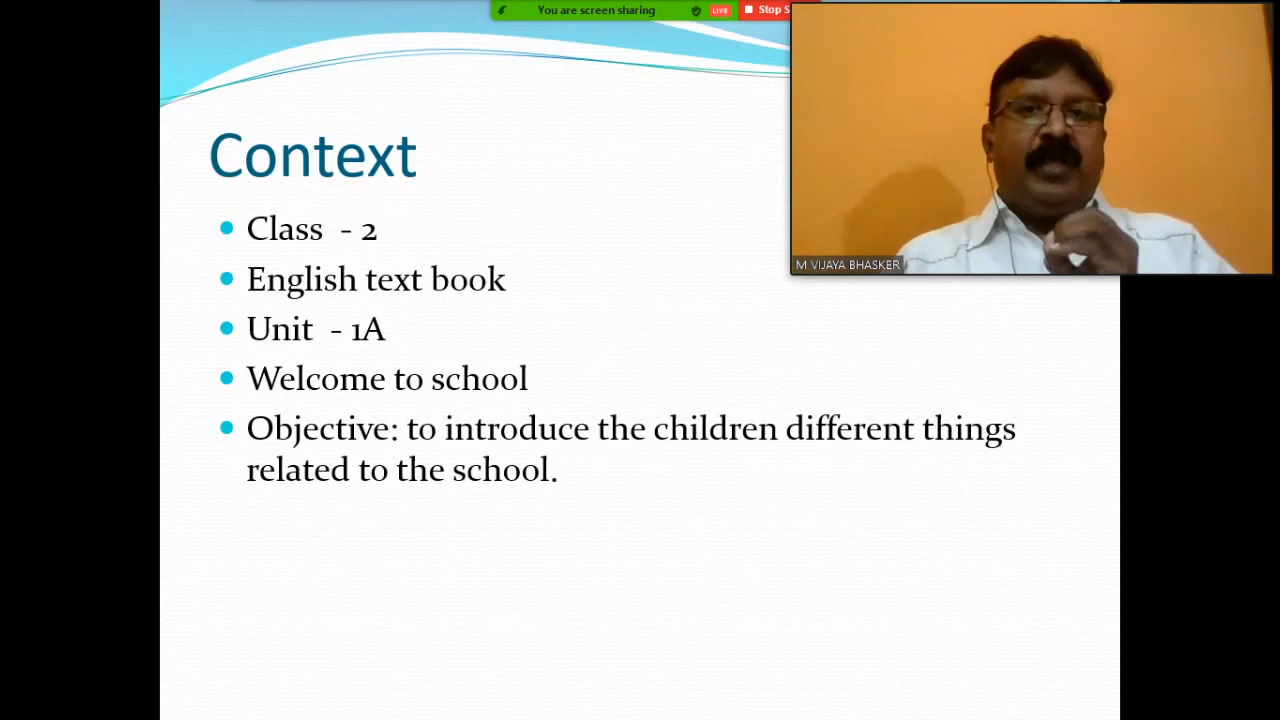 You are screen sharing
LIVE
Stop S
M VIJAYA BHASKER
Context
Class - 2
English text book
Unit - 1A
Welcome to school
Objective: to introduce the children different things
related to the school.